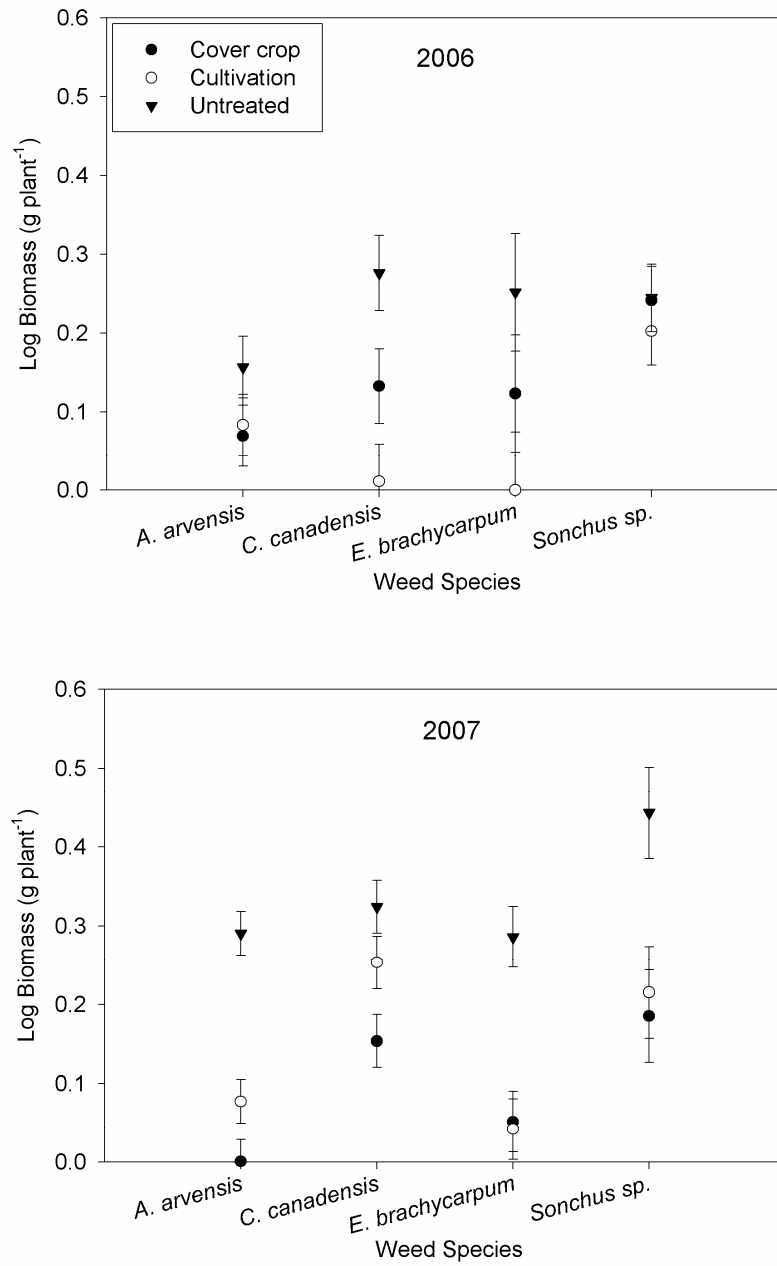 0.6
0.5
0.4
0.3
0.2
0.1
0.0
Log Biomass (g plant⁻¹)
Cover crop
Cultivation
Untreated
2006
A. arvensis
C. canadensis
E. brachycarpum
Sonchus sp.
Weed Species
0.6
0.5
0.4
0.3
0.2
0.1
0.0
Log Biomass (g plant⁻¹)
2007
A. arvensis
C. canadensis
E. brachycarpum
Sonchus sp.
Weed Species